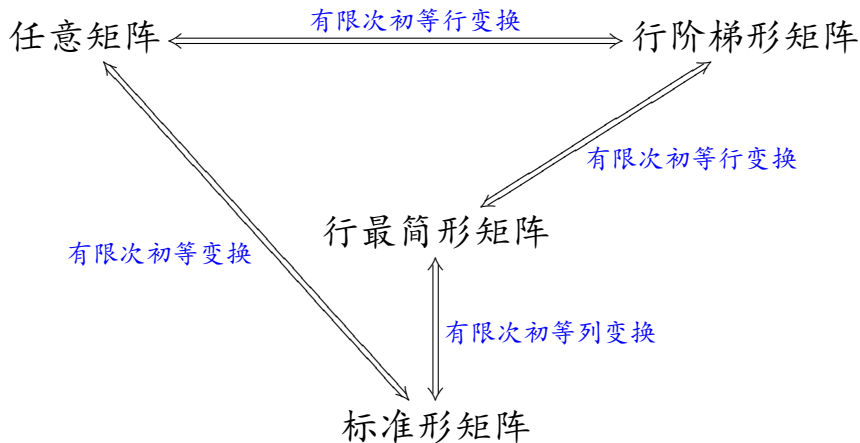 有限次初等行变换
任意矩阵
行阶梯形矩阵
有限次初等行变换
行最简形矩阵
有限次初等变换
有限次初等列变换
标准形矩阵